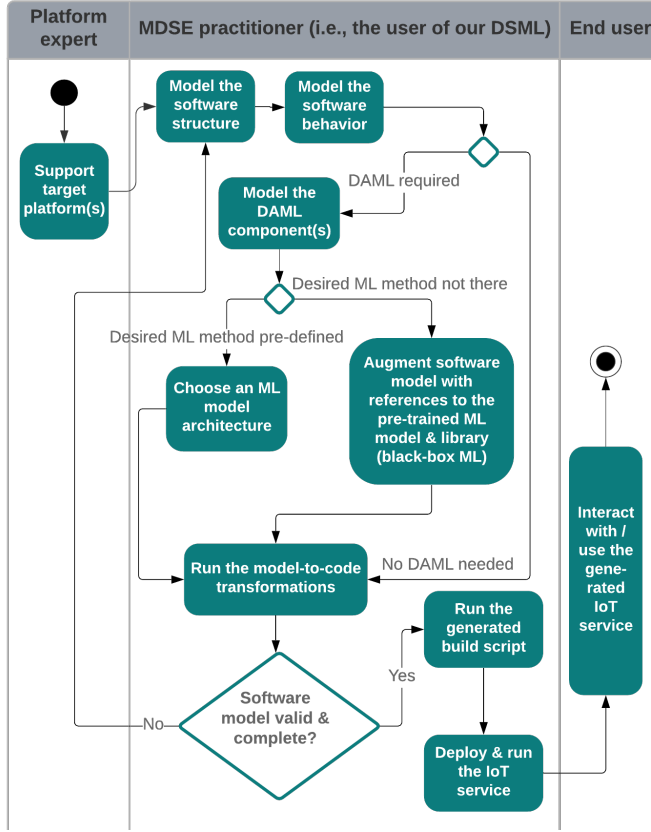 Platform
expert
MDSE practitioner (i.e., the user of our DSML)
End user
Model the
software
structure
Model the
software
behavior
Support
target
platform(s)
DAML required
Model the
DAML
component(s)
Desired ML method not there
Desired ML method pre-defined
Choose an ML
model
architecture
Augment software
model with
references to the
pre-trained ML
model & library
(black-box ML)
Interact
with /
use the
gene-
rated
IoT
service
Run the model-to-code
transformations
No DAML needed
Run the
generated
build script
Software
model valid &
complete?
Yes
No
Deploy & run
the IoT
service